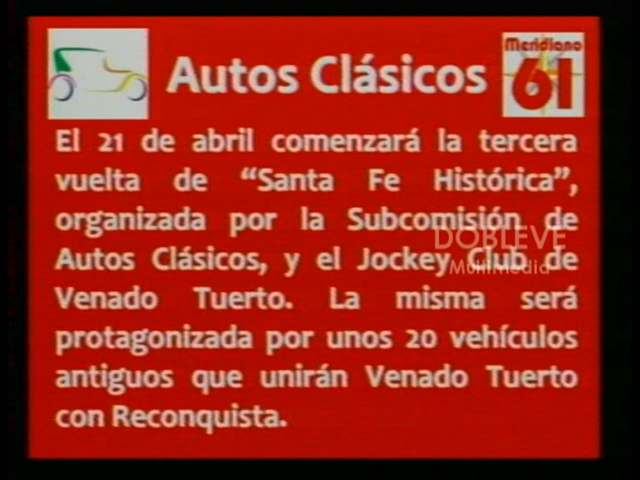 Autos Clásicos
Meridiano
61
El 21 de abril comenzará la tercera
vuelta de “Santa Fe Histórica”,
organizada por la Subcomisión de
Autos Clásicos, y el Jockey Club de
Venado Tuerto. La misma será
protagonizada por unos 20 vehículos
antiguos que unirán Venado Tuerto
con Reconquista.
DOBLEVE
Multimedia